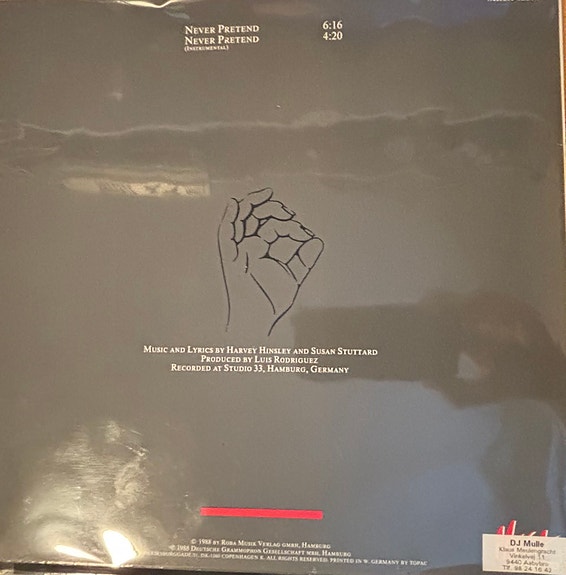 NEVER PRETEND 6:16
NEVER PRETEND 4:20
(INSTRUMENTAL)
MUSIC AND LYRICS BY HARVEY HINSLEY AND SUSAN STUTTARD
PRODUCED BY LUIS RODRIGUEZ
RECORDED AT STUDIO 33, HAMBURG, GERMANY
© 1988 BY ROBA MUSIK VERLAG GMBH, HAMBURG
℗ 1988 DEUTSCHE GRAMMOPHON GESELLSCHAFT MBH, HAMBURG
DK-1260 COPENHAGEN K. ALL RIGHTS RESERVED. PRINTED IN W. GERMANY BY TOPAC
DJ Mulle
Klaus Meulengracht
Vinkelvej 11
9440 Aabybro
Tlf. 98 24 16 42